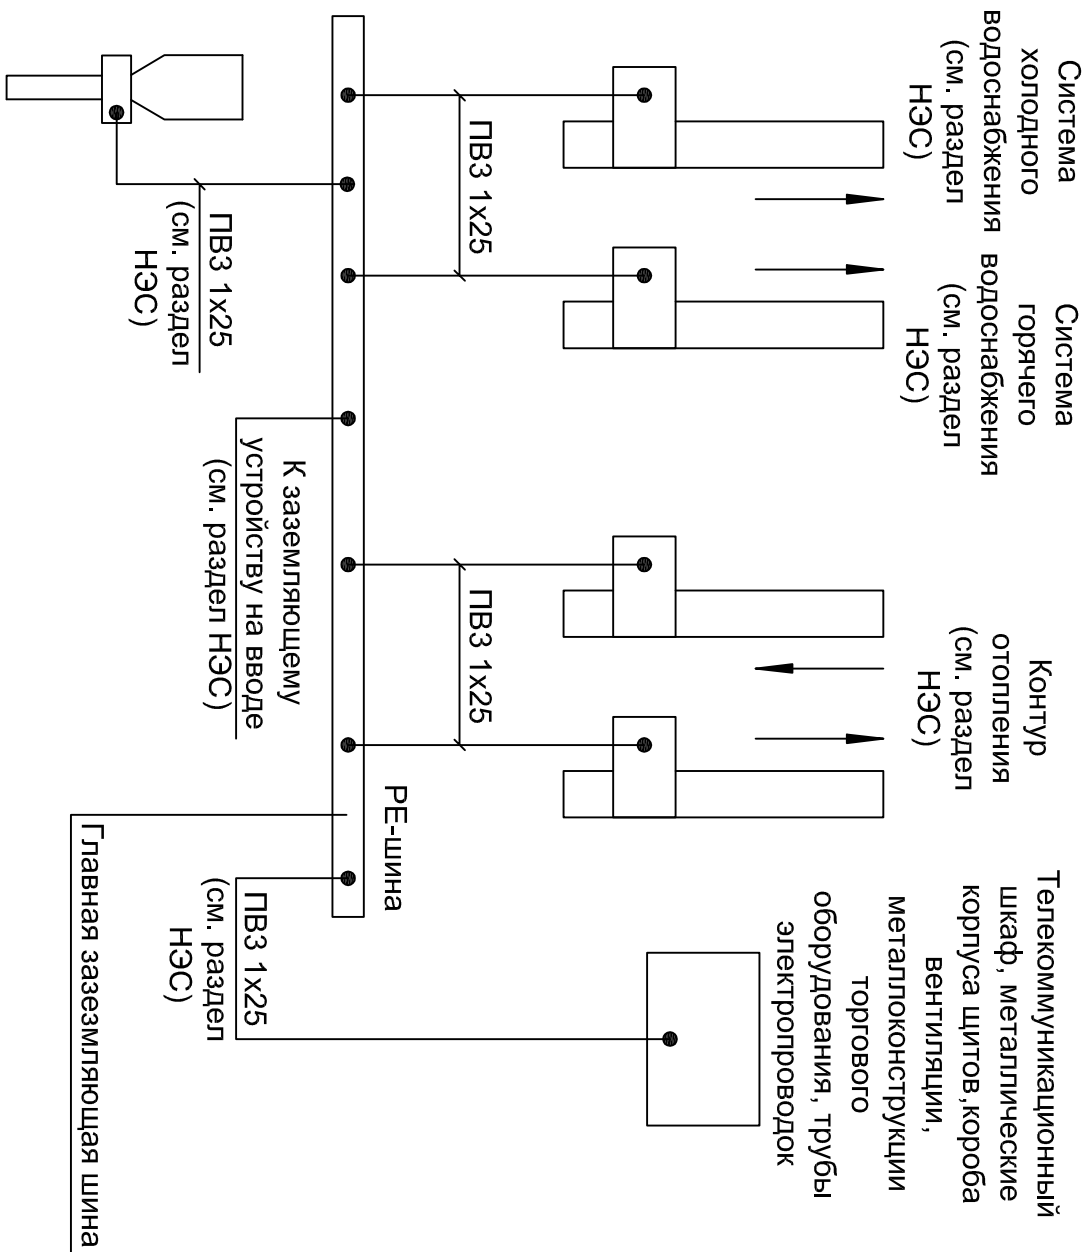 Система
холодного
водоснабжения
(см. раздел
НЭС)
Система
горячего
водоснабжения
(см. раздел
НЭС)
Контур
отопления
(см. раздел
НЭС)
Телекоммуникационный
шкаф, металлические
корпуса щитов,короба
вентиляции,
металлоконструкции
торгового
оборудования, трубы
электропроводок
ПВ3 1х25
ПВ3 1х25
РЕ-шина
ПВ3 1х25
(см. раздел
НЭС)
К заземляющему
устройству на вводе
(см. раздел НЭС)
ПВ3 1х25
(см. раздел
НЭС)
Главная зазезмляющая шина